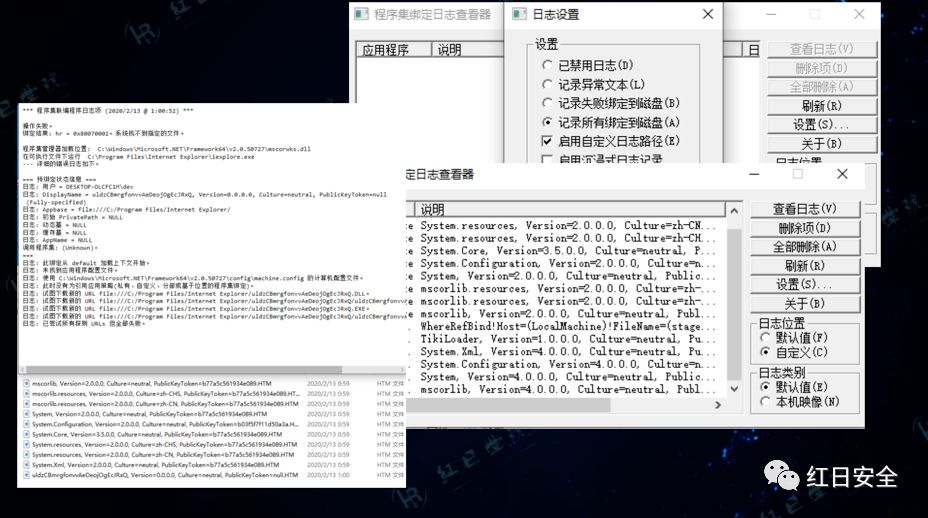 程序集绑定日志查看器
应用程序
说明
日
查看日志(V)
删除项(D)
全部删除(A)
刷新(R)
设置(S)...
关于(B)
日志位置
日志设置
设置
已禁用日志(D)
记录异常文本(L)
记录失败绑定到磁盘(B)
记录所有绑定到磁盘(A)
启用自定义日志路径(E)
启用沉浸式日志记录
*** 程序集联编程序日志项 (2020/2/13 @ 1:00:52) ***
操作失败。
绑定结果: hr = 0x80070002。系统找不到指定的文件。
程序集管理器加载位置: C:\Windows\Microsoft.NET\Framework64\v2.0.50727\mscorwks.dll
在可执行文件下运行 C:\Program Files\Internet Explorer\iexplore.exe
--- 详细的错误日志如下。
=== 预绑定状态信息 ===
日志: 用户 = DESKTOP-OLCFC1M\dev
日志: DisplayName = uldzCBmrgfonvvAeDeojOgEcJRxQ, Version=0.0.0.0, Culture=neutral, PublicKeyToken=null
(Fully-specified)
日志: Appbase = file:///C:/Program Files/Internet Explorer/
日志: 初始 PrivatePath = NULL
日志: 动态基 = NULL
日志: 缓存基 = NULL
日志: AppName = NULL
调用程序集: (Unknown)。
===
日志: 此绑定从 default 加载上下文开始。
日志: 未找到应用程序配置文件。
日志: 使用 C:\Windows\Microsoft.NET\Framework64\v2.0.50727\config\machine.config 的计算机配置文件。
日志: 此时没有为引用应用策略(私有、自定义、分部或基于位置的程序集绑定)。
日志: 试图下载新的 URL file:///C:/Program Files/Internet Explorer/uldzCBmrgfonvvAeDeojOgEcJRxQ.DLL。
日志: 试图下载新的 URL file:///C:/Program Files/Internet Explorer/uldzCBmrgfonvvAeDeojOgEcJRxQ/uldzCBmrgfonvvA
日志: 试图下载新的 URL file:///C:/Program Files/Internet Explorer/uldzCBmrgfonvvAeDeojOgEcJRxQ.EXE。
日志: 试图下载新的 URL file:///C:/Program Files/Internet Explorer/uldzCBmrgfonvvAeDeojOgEcJRxQ/uldzCBmrgfonvvA
日志: 已尝试所有探测 URLs 但全部失败。
定日志查看器
说明
System.resources, Version=2.0.0.0, Culture=zh-CN...
System.resources, Version=2.0.0.0, Culture=zh-CH...
System.Core, Version=3.5.0.0, Culture=neutral, P...
System.Configuration, Version=2.0.0.0, Culture=n...
System, Version=2.0.0.0, Culture=neutral, Public...
mscorlib.resources, Version=2.0.0.0, Culture=zh-...
mscorlib.resources, Version=2.0.0.0, Culture=zh-...
mscorlib, Version=2.0.0.0, Culture=neutral, Publ...
WhereRefBind!Host=(LocalMachine)!FileName=(stage...
TikiLoader, Version=1.0.0.0, Culture=neutral, Pu...
System.Xml, Version=4.0.0.0, Culture=neutral, Pu...
System.Configuration, Version=4.0.0.0, Culture=n...
System, Version=4.0.0.0, Culture=neutral, Public...
mscorlib, Version=4.0.0.0, Culture=neutral, Publ...
查看日志(V)
删除项(D)
全部删除(A)
刷新(R)
设置(S)...
关于(B)
日志位置
默认值(F)
自定义(C)
日志类别
默认值(E)
本机映像(N)
mscorlib, Version=2.0.0.0, Culture=neutral, PublicKeyToken=b77a5c561934e089.HTM 2020/2/13 0:59 HTM 文件
mscorlib.resources, Version=2.0.0.0, Culture=zh-CHS, PublicKeyToken=b77a5c561934e089.HT... 2020/2/13 0:59 HTM 文件
mscorlib.resources, Version=2.0.0.0, Culture=zh-CN, PublicKeyToken=b77a5c561934e089.HTM 2020/2/13 0:59 HTM 文件
System, Version=2.0.0.0, Culture=neutral, PublicKeyToken=b77a5c561934e089.HTM 2020/2/13 0:59 HTM 文件
System.Configuration, Version=2.0.0.0, Culture=neutral, PublicKeyToken=b03f5f7f11d50a3a.H... 2020/2/13 0:59 HTM 文件
System.Core, Version=3.5.0.0, Culture=neutral, PublicKeyToken=b77a5c561934e089.HTM 2020/2/13 0:59 HTM 文件
System.resources, Version=2.0.0.0, Culture=zh-CHS, PublicKeyToken=b77a5c561934e089.HTM 2020/2/13 0:59 HTM 文件
System.resources, Version=2.0.0.0, Culture=zh-CN, PublicKeyToken=b77a5c561934e089.HTM 2020/2/13 0:59 HTM 文件
System.Xml, Version=2.0.0.0, Culture=neutral, PublicKeyToken=b77a5c561934e089.HTM 2020/2/13 0:59 HTM 文件
uldzCBmrgfonvvAeDeojOgEcJRxQ, Version=0.0.0.0, Culture=neutral, PublicKeyToken=null.HTM 2020/2/13 1:00 HTM 文件
红日安全